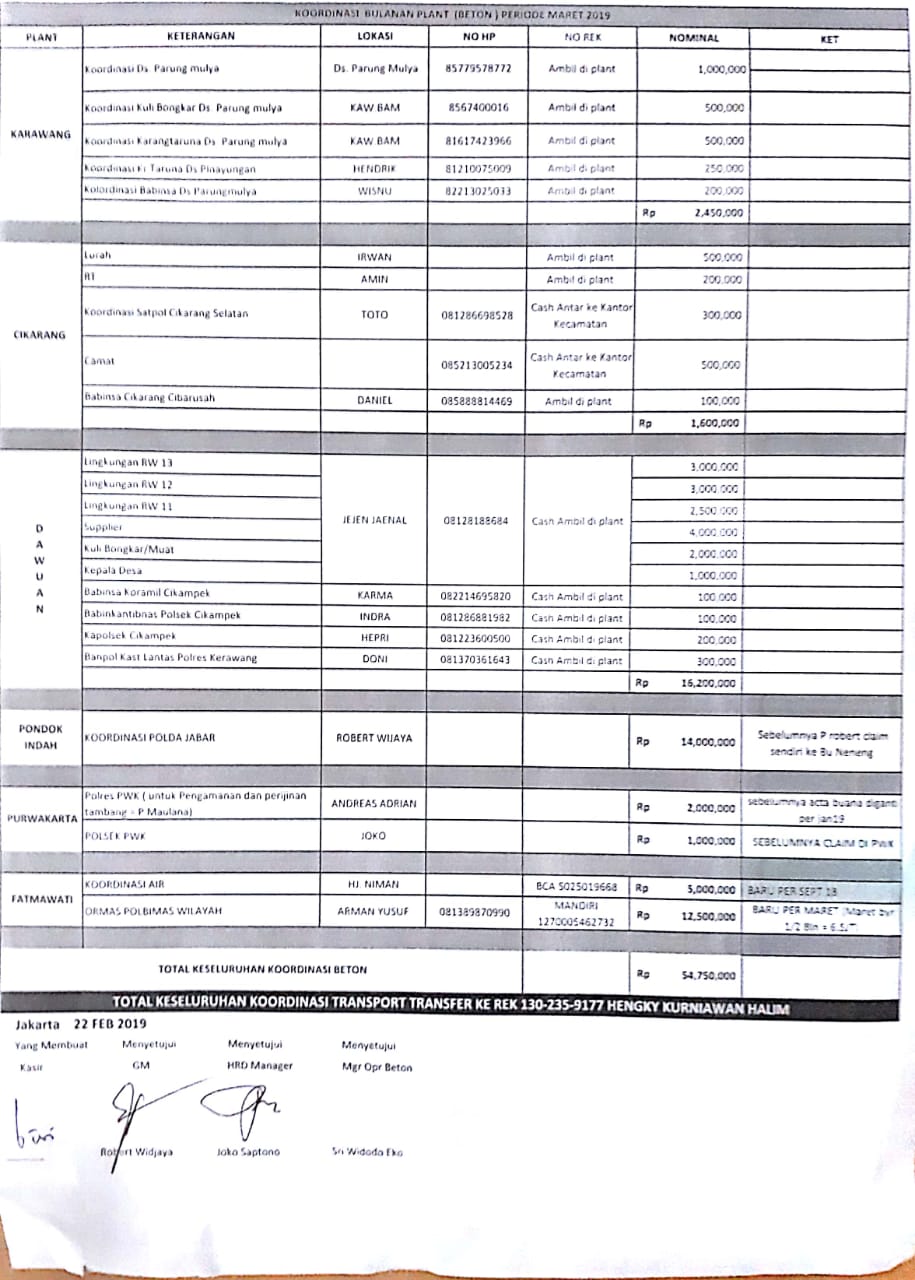 KOORDINASI BULANAN PLANT (BETON) PERIODE MARET 2019
PLANT KETERANGAN LOKASI NO HP NO REK NOMINAL KET
KARAWANG
Koordinasi Ds. Parung mulya Ds. Parung Mulya 85779578772 Ambil di plant 1,000,000
Koordinasi Kuli Bongkar Ds. Parung mulya KAW BAM 8567400016 Ambil di plant 500,000
Koordinasi Karangtaruna Ds. Parung mulya KAW BAM 81617423966 Ambil di plant 500,000
Koordinasi Kr Taruna Ds Pinayungan HENDRIK 81210075009 Ambil di plant 250,000
Kolordinasi Babinsa Ds Parungmulya WISNU 82213025033 Ambil di plant 200,000
Rp 2,450,000
CIKARANG
Lurah IRWAN Ambil di plant 500,000
RT AMIN Ambil di plant 200,000
Koordinasi Satpol Cikarang Selatan TOTO 081286698528 Cash Antar ke Kantor Kecamatan 300,000
Camat 085213005234 Cash Antar ke Kantor Kecamatan 500,000
Babinsa Cikarang Cibarusah DANIEL 085888814469 Ambil di plant 100,000
Rp 1,600,000
DAWUAN
Lingkungan RW 13 3,000,000
Lingkungan RW 12 3,000,000
Lingkungan RW 11 2,500,000
JEJEN JAENAL 08128188684 Cash Ambil di plant
Supplier 4,000,000
Kuli Bongkar/Muat 2,000,000
Kepala Desa 1,000,000
Babinsa Koramil Cikampek KARMA 082214695820 Cash Ambil di plant 100,000
Babinkantibnas Polsek Cikampek INDRA 081286881982 Cash Ambil di plant 100,000
Kapolsek Cikampek HEPRI 081223600500 Cash Ambil di plant 200,000
Banpol Kast Lantas Polres Kerawang DONI 081370361643 Cash Ambil di plant 300,000
Rp 16,200,000
PONDOK INDAH
KOORDINASI POLDA JABAR ROBERT WIJAYA Rp 14,000,000 Sebelumnya P robert claim
sendiri ke Bu Neneng
PURWAKARTA
Polres PWK ( untuk Pengamanan dan perijinan
tambang = P Maulana) ANDREAS ADRIAN Rp 2,000,000 sebelumnya acta buana diganti
per jan19
POLSEK PWK JOKO Rp 1,000,000 SEBELUMNYA CLAIM DI PWK
FATMAWATI
KOORDINASI AIR HJ. NIMAN BCA 5025019668 Rp 5,000,000 BARU PER SEPT 18
ORMAS POLBIMAS WILAYAH ARMAN YUSUF 081389870990 MANDIRI
1270005462732 Rp 12,500,000 BARU PER MARET (Maret byr
1/2 Bln =
TOTAL KESELURUHAN KOORDINASI BETON Rp 54,750,000
TOTAL KESELURUHAN KOORDINASI TRANSPORT TRANSFER KE REK 130-235-9177 HENGKY KURNIAWAN HALIM
Jakarta 22 FEB 2019
Yang Membuat Menyetujui Menyetujui Menyetujui
Kasir GM HRD Manager Mgr Opr Beton
Robert Widjaya Joko Saptono Sri Widodo Eko